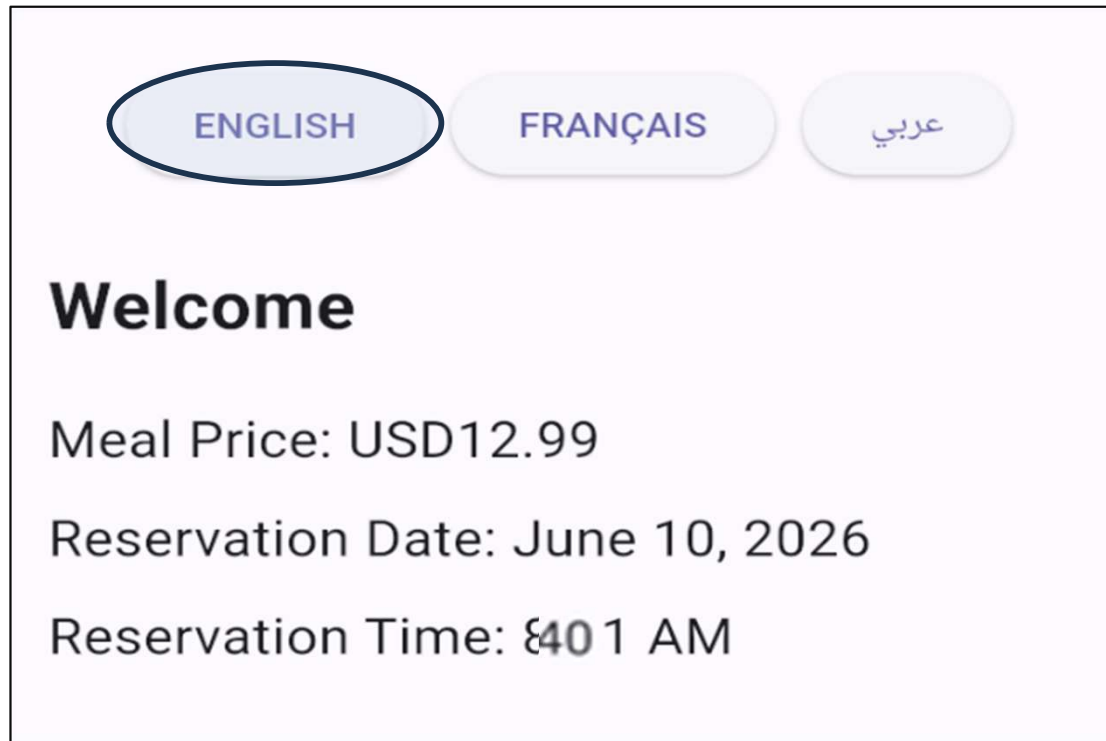 ENGLISH FRANÇAIS عربي
Welcome
Meal Price: USD12.99
Reservation Date: June 10, 2026
Reservation Time: AM